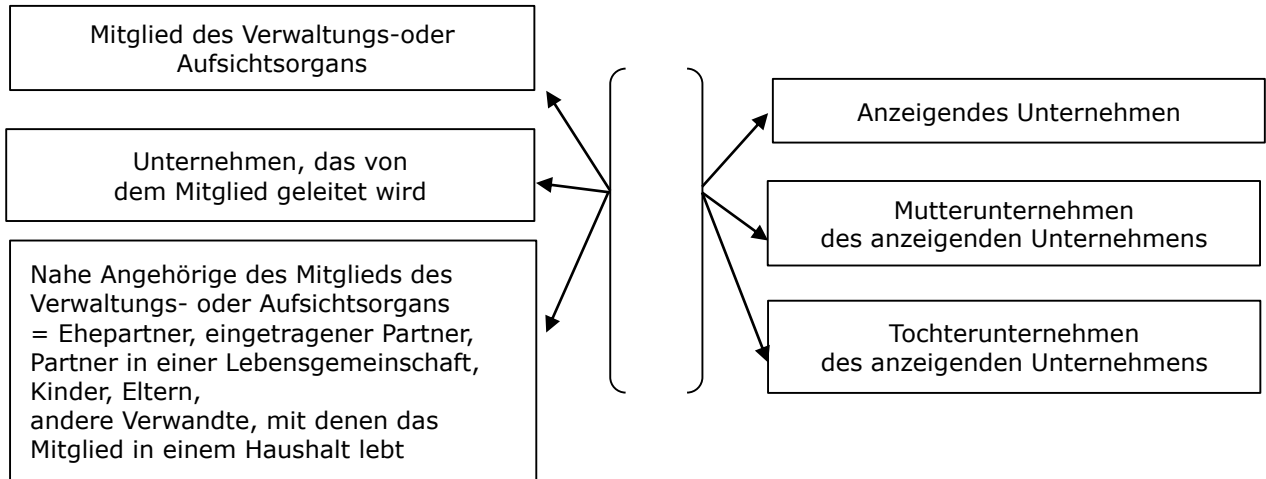 Mitglied des Verwaltungs-oder
Aufsichtsorgans
Unternehmen, das von
dem Mitglied geleitet wird
Nahe Angehörige des Mitglieds des
Verwaltungs- oder Aufsichtsorgans
= Ehepartner, eingetragener Partner,
Partner in einer Lebensgemeinschaft,
Kinder, Eltern,
andere Verwandte, mit denen das
Mitglied in einem Haushalt lebt
Anzeigendes Unternehmen
Mutterunternehmen
des anzeigenden Unternehmens
Tochterunternehmen
des anzeigenden Unternehmens